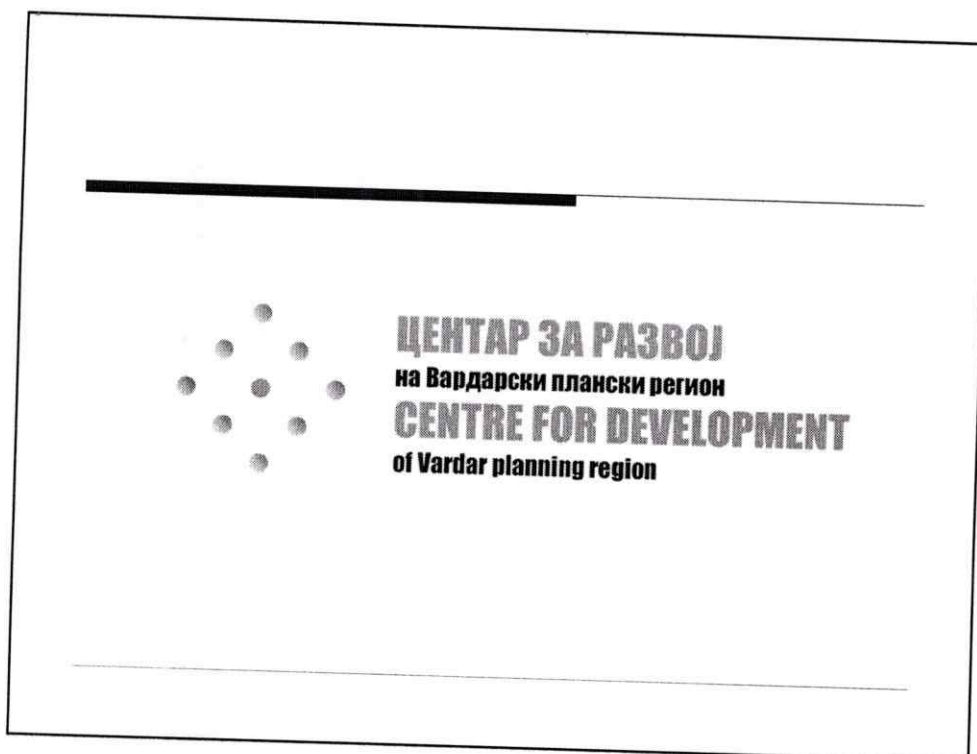 ЦЕНТАР ЗА РАЗВОЈ
на Вардарски плански регион
CENTRE FOR DEVELOPMENT
of Vardar planning region